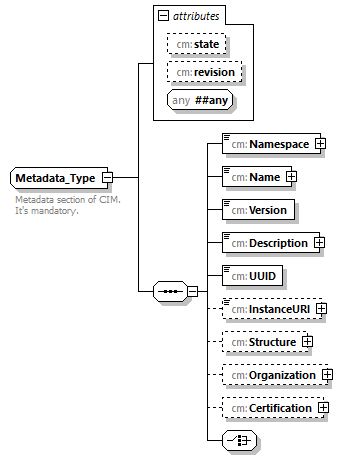 attributes
cm:state
cm:revision
any ##any
Metadata_Type
Metadata section of CIM.
It's mandatory.
cm:Namespace
cm:Name
cm:Version
cm:Description
cm:UUID
cm:InstanceURI
cm:Structure
cm:Organization
cm:Certification